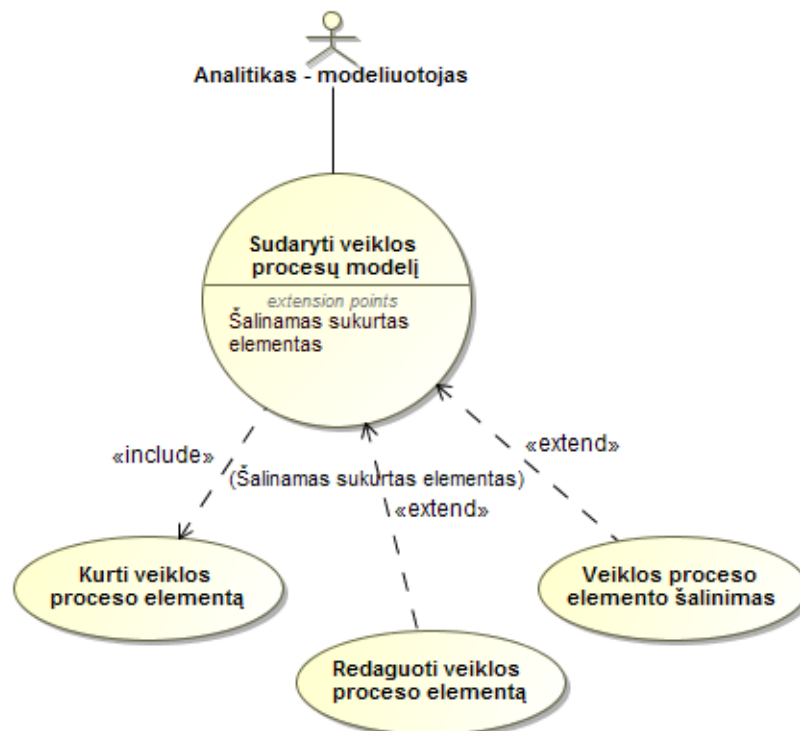 Analitikas - modeliuotojas
Sudaryti veiklos
procesų modelį
extension points
Šalinamas sukurtas
elementas
«include»
«extend»
(Šalinamas sukurtas elementas)
«extend»
Kurti veiklos
proceso elementą
Veiklos proceso
elemento šalinimas
Redaguoti veiklos
proceso elementą